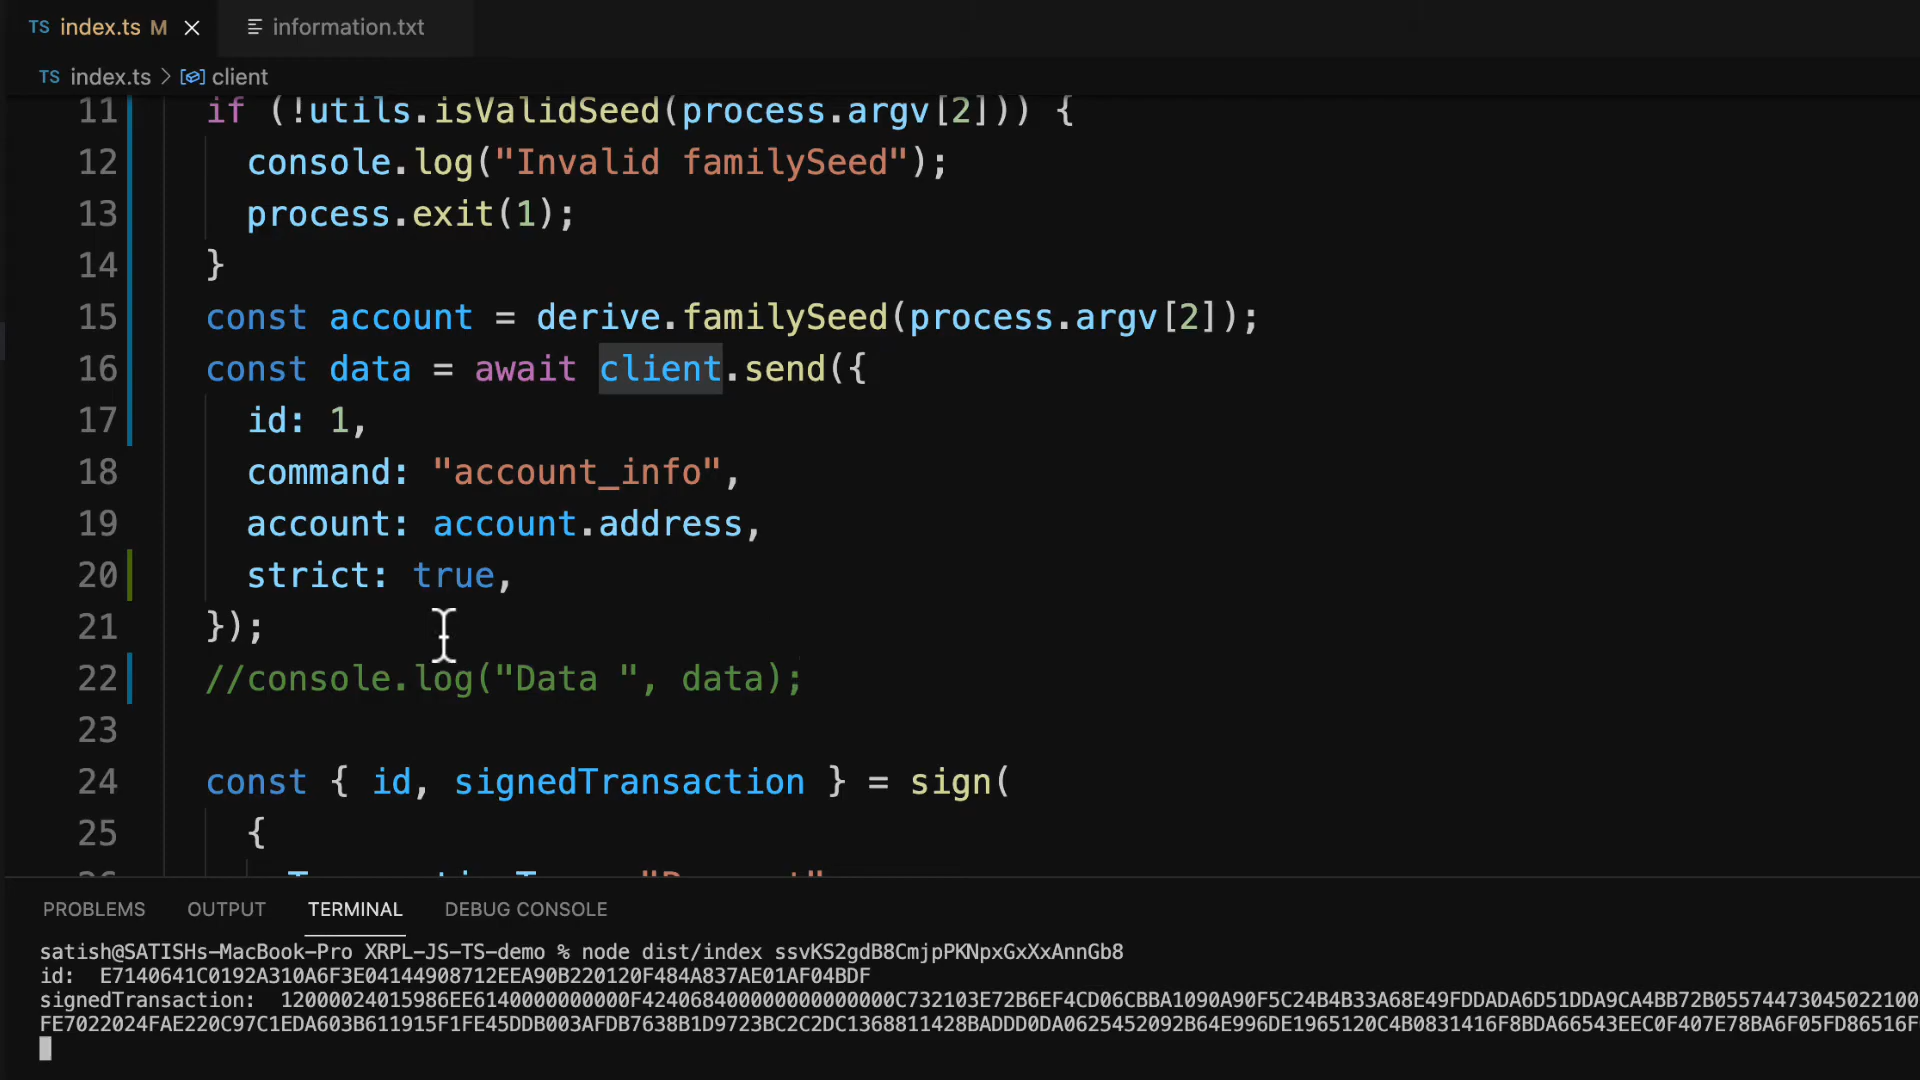 TS index.ts M × information.txt
TS index.ts > client
11 if (!utils.isValidSeed(process.argv[2])) {
12 console.log("Invalid familySeed");
13 process.exit(1);
14 }
15 const account = derive.familySeed(process.argv[2]);
16 const data = await client.send({
17 id: 1,
18 command: "account_info",
19 account: account.address,
20 strict: true,
21 });
22 //console.log("Data ", data);
23
24 const { id, signedTransaction } = sign(
25 {
PROBLEMS OUTPUT TERMINAL DEBUG CONSOLE
satish@SATISHs-MacBook-Pro XRPL-JS-TS-demo % node dist/index ssvKS2gdB8CmjpPKNpxGxXxAnnGb8
id: E7140641C0192A310A6F3E04144908712EEA90B220120F484A837AE01AF04BDF
signedTransaction: 12000024015986EE6140000000000F424068400000000000000C732103E72B6EF4CD06CBBA1090A90F5C24B4B33A68E49FDDADA6D51DDA9CA4BB72B05574473045022100
FE7022024FAE220C97C1EDA603B611915F1FE45DDB003AFDB7638B1D9723BC2C2DC1368811428BADDD0DA0625452092B64E996DE1965120C4B0831416F8BDA66543EEC0F407E78BA6F05FD86516F